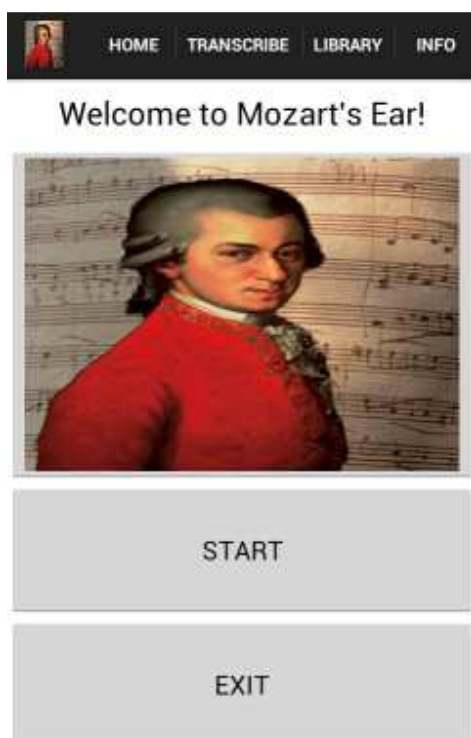 HOME TRANSCRIBE LIBRARY INFO
Welcome to Mozart's Ear!
START
EXIT